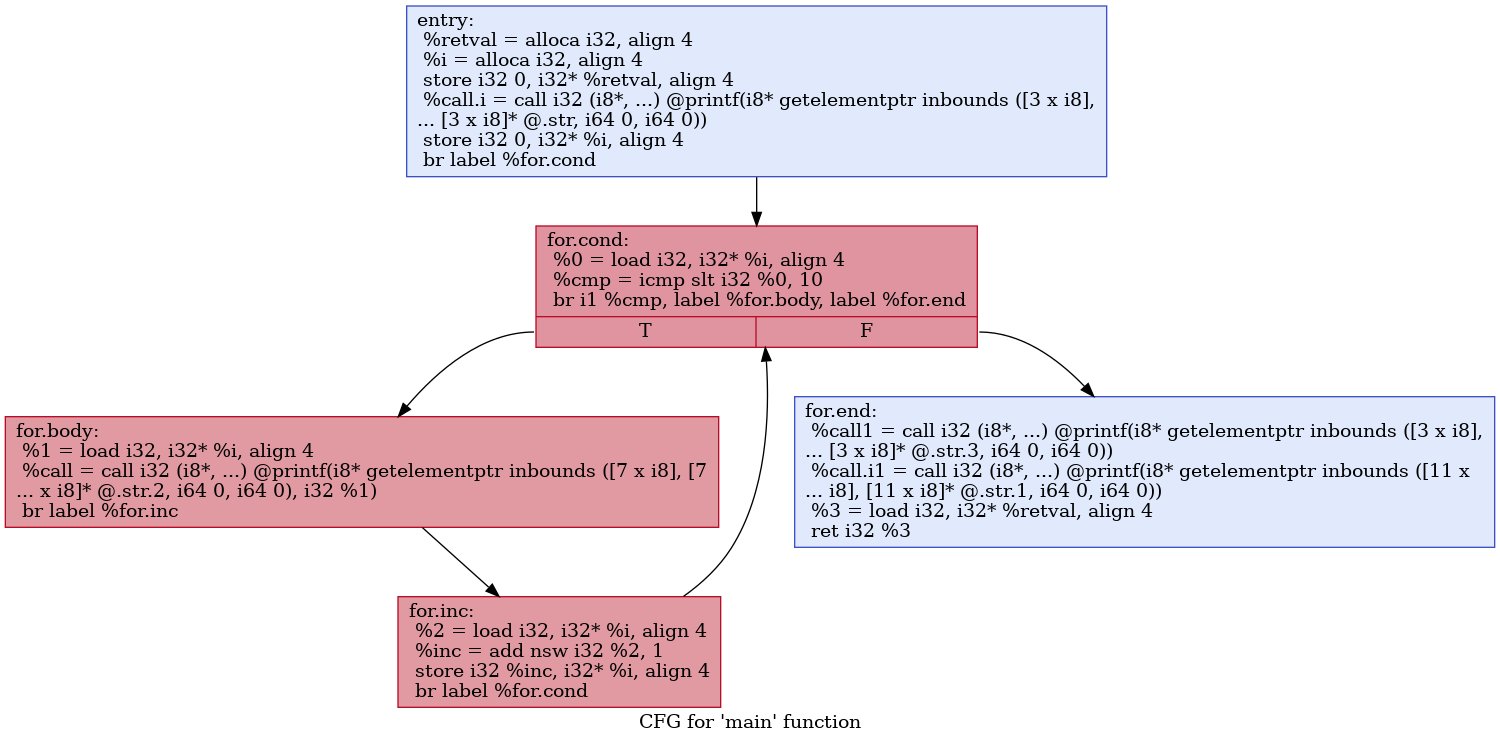 entry:
%retval = alloca i32, align 4
%i = alloca i32, align 4
store i32 0, i32* %retval, align 4
%call.i = call i32 (i8*, ...) @printf(i8* getelementptr inbounds ([3 x i8],
... [3 x i8]* @.str, i64 0, i64 0))
store i32 0, i32* %i, align 4
br label %for.cond
for.cond:
%0 = load i32, i32* %i, align 4
%cmp = icmp slt i32 %0, 10
br i1 %cmp, label %for.body, label %for.end
T
F
for.body:
%1 = load i32, i32* %i, align 4
%call = call i32 (i8*, ...) @printf(i8* getelementptr inbounds ([7 x i8], [7
... x i8]* @.str.2, i64 0, i64 0), i32 %1)
br label %for.inc
for.end:
%call1 = call i32 (i8*, ...) @printf(i8* getelementptr inbounds ([3 x i8],
... [3 x i8]* @.str.3, i64 0, i64 0))
%call.i1 = call i32 (i8*, ...) @printf(i8* getelementptr inbounds ([11 x
... i8], [11 x i8]* @.str.1, i64 0, i64 0))
%3 = load i32, i32* %retval, align 4
ret i32 %3
for.inc:
%2 = load i32, i32* %i, align 4
%inc = add nsw i32 %2, 1
store i32 %inc, i32* %i, align 4
br label %for.cond
CFG for 'main' function